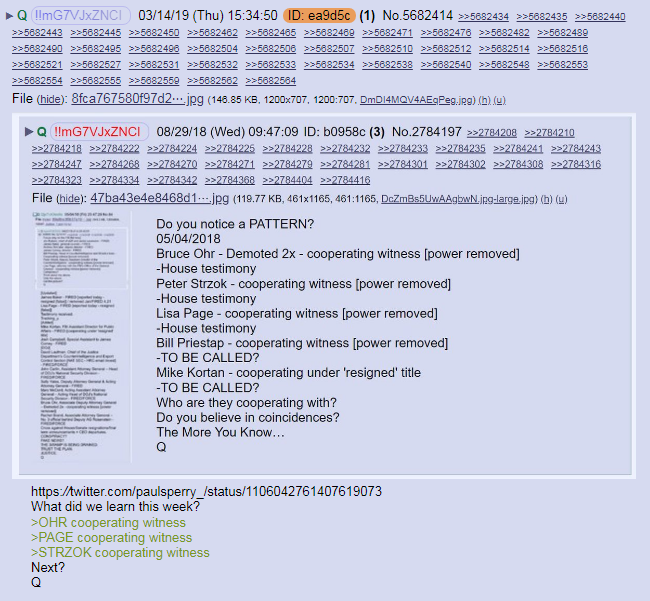 ▶ Q !!mG7VJxZNCI 03/14/19 (Thu) 15:34:50 ID: ea9d5c (1) No.5682414 >>5682434 >>5682435 >>5682440
>>5682443 >>5682445 >>5682450 >>5682462 >>5682465 >>5682469 >>5682471 >>5682476 >>5682482 >>5682489
>>5682490 >>5682495 >>5682496 >>5682504 >>5682506 >>5682507 >>5682510 >>5682512 >>5682514 >>5682516
>>5682521 >>5682527 >>5682531 >>5682532 >>5682533 >>5682534 >>5682538 >>5682540 >>5682548 >>5682553
>>5682554 >>5682555 >>5682559 >>5682562 >>5682564
File (hide): 8fca767580f97d2⋯.jpg (146.85 KB, 1200x707, 1200:707, DmDI4MQV4AEqPeg.jpg) (h) (u)
▶ Q !!mG7VJxZNCI 08/29/18 (Wed) 09:47:09 ID: b0958c (3) No.2784197 >>2784208 >>2784210
>>2784218 >>2784222 >>2784224 >>2784225 >>2784228 >>2784232 >>2784233 >>2784235 >>2784241 >>2784243
>>2784247 >>2784268 >>2784270 >>2784271 >>2784279 >>2784281 >>2784301 >>2784302 >>2784308 >>2784316
>>2784323 >>2784334 >>2784342 >>2784368 >>2784404 >>2784416
File (hide): 47ba43e4e8468d1⋯.jpg (119.77 KB, 461x1165, 461:1165, DcZmBs5UwAAgbwN.jpg-large.jpg) (h) (u)
Do you notice a PATTERN?
05/04/2018
Bruce Ohr - Demoted 2x - cooperating witness [power removed]
-House testimony
Peter Strzok - cooperating witness [power removed]
-House testimony
Lisa Page - cooperating witness [power removed]
-House testimony
Bill Priestap - cooperating witness [power removed]
-TO BE CALLED?
Mike Kortan - cooperating under 'resigned' title
-TO BE CALLED?
Who are they cooperating with?
Do you believe in coincidences?
The More You Know…
Q
https://twitter.com/paulsperry_/status/1106042761407619073
What did we learn this week?
>OHR cooperating witness
>PAGE cooperating witness
>STRZOK cooperating witness
Next?
Q